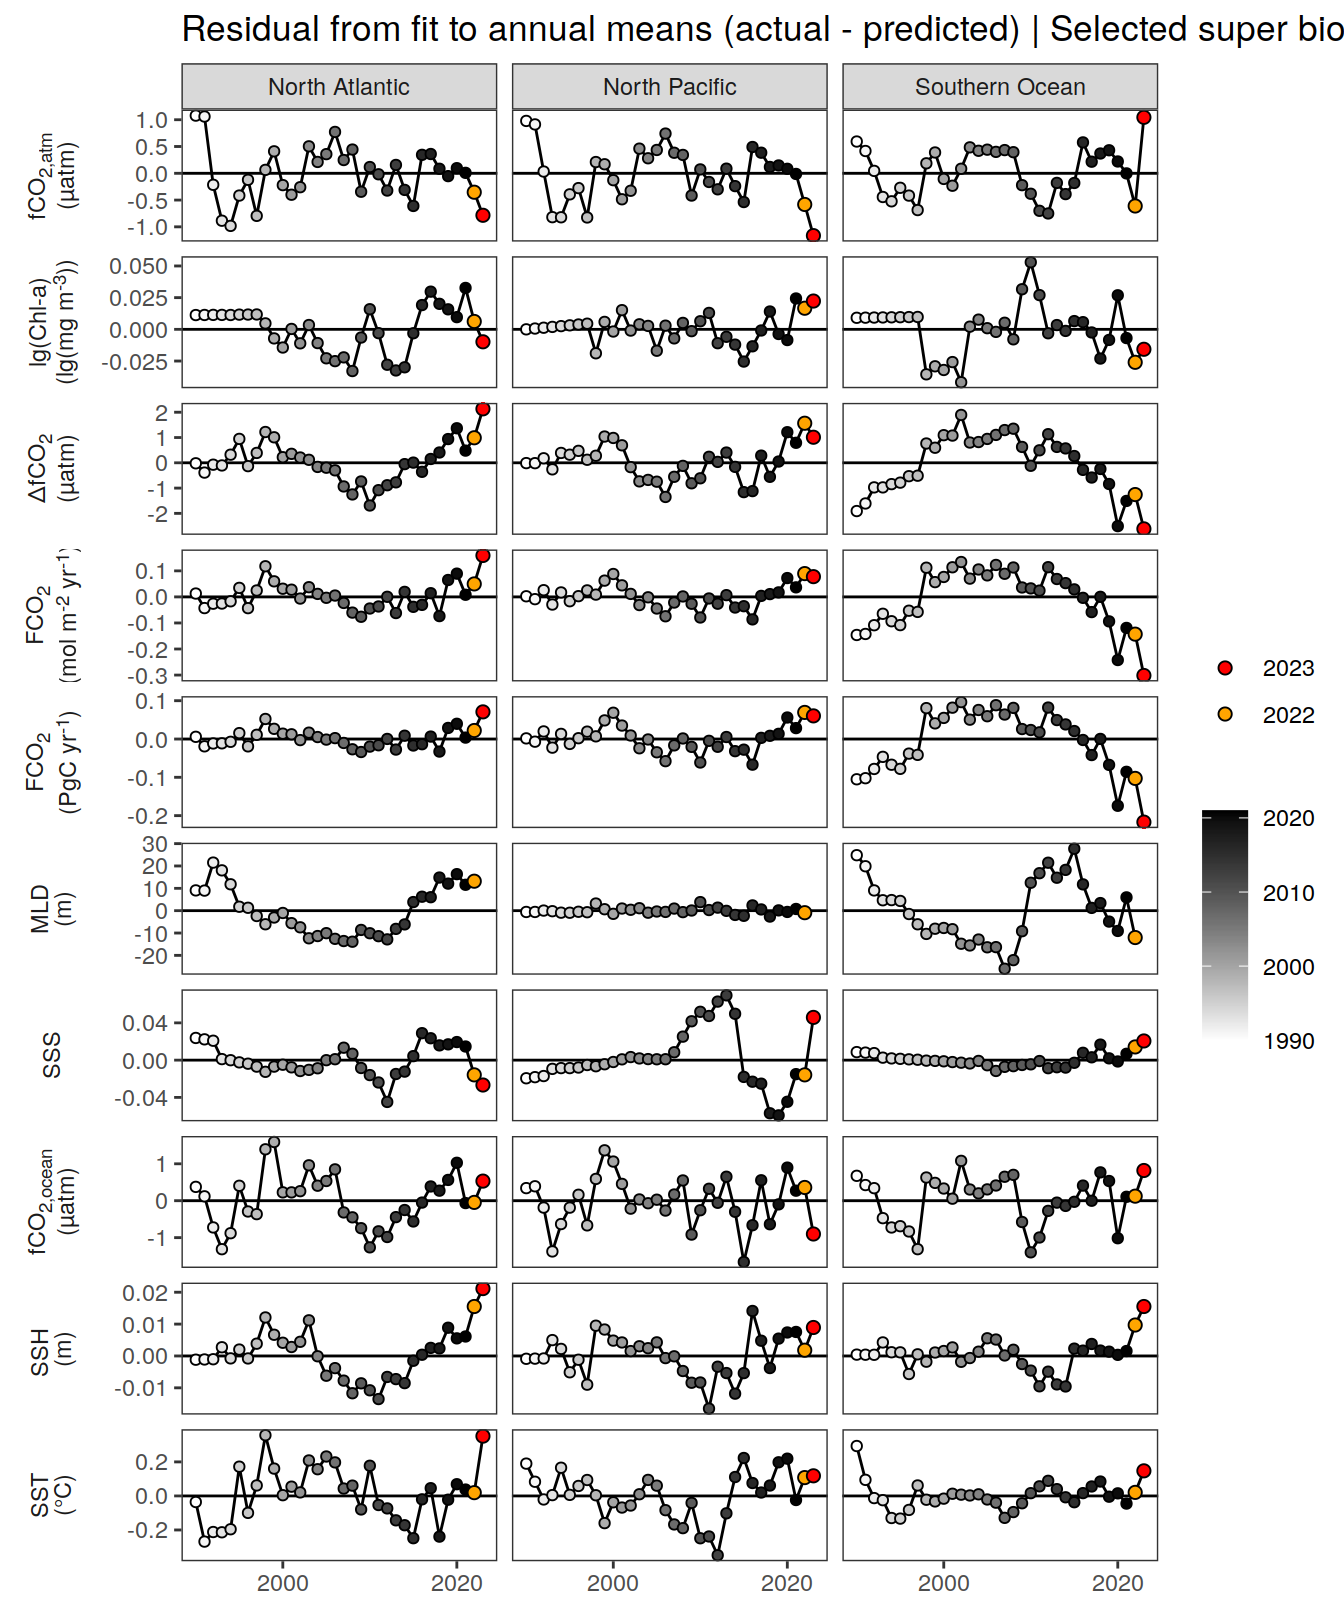 Residual from fit to annual means (actual - predicted) | Selected super bio
North Atlantic North Pacific Southern Ocean
fCO2,atm
(µatm)
1.0
0.5
0.0
-0.5
-1.0
lg(Chl-a)
(lg(mg m-3))
0.050
0.025
0.000
-0.025
ΔfCO2
(µatm)
2
1
0
-1
-2
FCO2
(mol m-2 yr-1)
0.1
0.0
-0.1
-0.2
-0.3
FCO2
(PgC yr-1)
0.1
0.0
-0.1
-0.2
MLD
(m)
30
20
10
0
-10
-20
SSS
0.04
0.00
-0.04
fCO2,ocean
(µatm)
1
0
-1
SSH
(m)
0.02
0.01
0.00
-0.01
SST
(°C)
0.2
0.0
-0.2
2000 2020 2000 2020 2000 2020
2023
2022
2020
2010
2000
1990